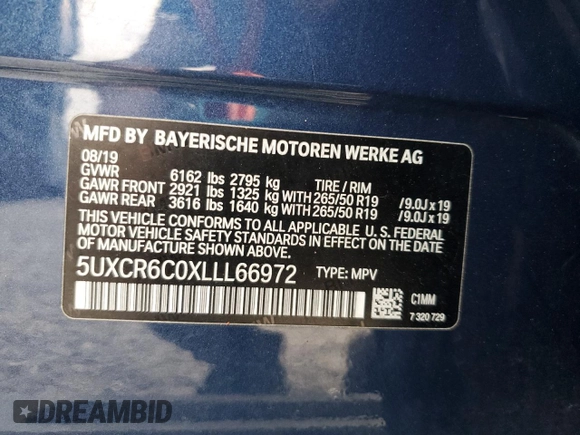 MFD BY BAYERISCHE MOTOREN WERKE AG
08/19
GVWR 6162 lbs 2795 kg TIRE / RIM
GAWR FRONT 2921 lbs 1325 kg WITH 265/50 R19 /9.0J x 19
GAWR REAR 3616 lbs 1640 kg WITH 265/50 R19 /9.0J x 19
THIS VEHICLE CONFORMS TO ALL APPLICABLE U.S. FEDERAL
MOTOR VEHICLE SAFETY STANDARDS IN EFFECT ON THE DATE
OF MANUFACTURE SHOWN ABOVE.
5UXCR6C0XLLL66972 TYPE: MPV
C1MM
7 320 729
DREAMBID